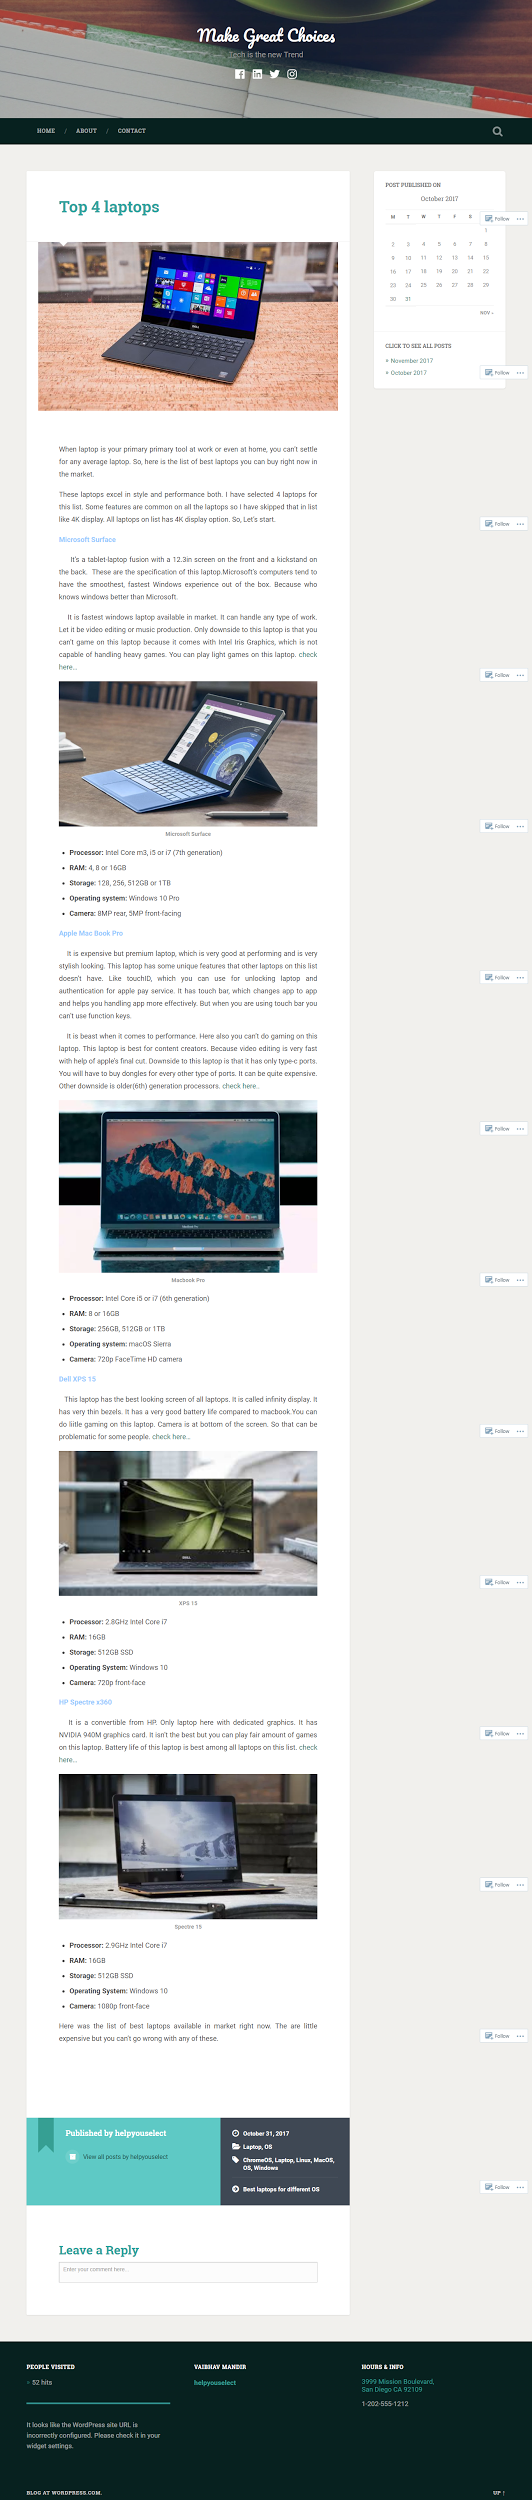 Make Great Choices
Tech is the new Trend
HOME / ABOUT / CONTACT
Top 4 laptops
When laptop is your primary primary tool at work or even at home, you can't settle
for any average laptop. So, here is the list of best laptops you can buy right now in
the market.
These laptops excel in style and performance both. I have selected 4 laptops for
this list. Some features are common on all the laptops so I have skipped that in list
like 4K display. All laptops on list has 4K display option. So, Let's start.
Microsoft Surface
It's a tablet-laptop fusion with a 12.3in screen on the front and a kickstand on
the back. These are the specification of this laptop.Microsoft's computers tend to
have the smoothest, fastest Windows experience out of the box. Because who
knows windows better than Microsoft.
It is fastest windows laptop available in market. It can handle any type of work.
Let it be video editing or music production. Only downside to this laptop is that you
can't game on this laptop because it comes with Intel Iris Graphics, which is not
capable of handling heavy games. You can play light games on this laptop. check
here...
Microsoft Surface
Processor: Intel Core m3, i5 or i7 (7th generation)
RAM: 4, 8 or 16GB
Storage: 128, 256, 512GB or 1TB
Operating system: Windows 10 Pro
Camera: 8MP rear, 5MP front-facing
Apple Mac Book Pro
It is expensive but premium laptop, which is very good at performing and is very
stylish looking. This laptop has some unique features that other laptops on this list
doesn't have. Like touchID, which you can use for unlocking laptop and
authentication for apple pay service. It has touch bar, which changes app to app
and helps you handling app more effectively. But when you are using touch bar you
can't use function keys.
It is beast when it comes to performance. Here also you can't do gaming on this
laptop. This laptop is best for content creators. Because video editing is very fast
with help of apple's final cut. Downside to this laptop is that it has only type-c ports.
You will have to buy dongles for every other type of ports. It can be quite expensive.
Other downside is older(6th) generation processors. check here..
Macbook Pro
Processor: Intel Core i5 or i7 (6th generation)
RAM: 8 or 16GB
Storage: 256GB, 512GB or 1TB
Operating system: macOS Sierra
Camera: 720p FaceTime HD camera
Dell XPS 15
This laptop has the best looking screen of all laptops. It is called infinity display. It
has very thin bezels. It has a very good battery life compared to macbook.You can
do liitle gaming on this laptop. Camera is at bottom of the screen. So that can be
problematic for some people. check here...
XPS 15
Processor: 2.8GHz Intel Core i7
RAM: 16GB
Storage: 512GB SSD
Operating System: Windows 10
Camera: 720p front-face
HP Spectre x360
It is a convertible from HP. Only laptop here with dedicated graphics. It has
NVIDIA 940M graphics card. It isn't the best but you can play fair amount of games
on this laptop. Battery life of this laptop is best among all laptops on this list. check
here...
Spectre 15
Processor: 2.9GHz Intel Core i7
RAM: 16GB
Storage: 512GB SSD
Operating System: Windows 10
Camera: 1080p front-face
Here was the list of best laptops available in market right now. The are little
expensive but you can't go wrong with any of these.
Published by helpyouselect
View all posts by helpyouselect
October 31, 2017
Laptop, OS
ChromeOS, Laptop, Linux, MacOS,
OS, Windows
Best laptops for different OS
Leave a Reply
Enter your comment here...
POST PUBLISHED ON
October 2017
M T W T F S S
1
2 3 4 5 6 7 8
9 10 11 12 13 14 15
16 17 18 19 20 21 22
23 24 25 26 27 28 29
30 31
NOV »
CLICK TO SEE ALL POSTS
November 2017
October 2017
Follow
Follow
Follow
Follow
Follow
Follow
Follow
Follow
Follow
Follow
Follow
Follow
Follow
Follow
PEOPLE VISITED
52 hits
It looks like the WordPress site URL is
incorrectly configured. Please check it in your
widget settings.
VAIBHAV MANDIR
helpyouselect
HOURS & INFO
3999 Mission Boulevard,
San Diego CA 92109
1-202-555-1212
BLOG AT WORDPRESS.COM.
UP ↑